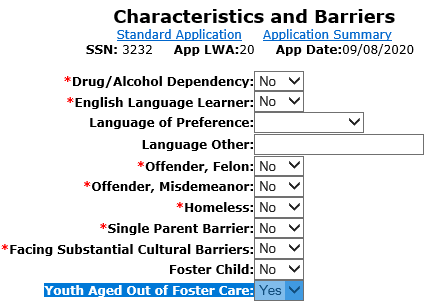 Characteristics and Barriers
Standard Application Application Summary
SSN: 3232 App LWA:20 App Date:09/08/2020
*Drug/Alcohol Dependency: No
*English Language Learner: No
Language of Preference:
Language Other:
*Offender, Felon: No
*Offender, Misdemeanor: No
*Homeless: No
*Single Parent Barrier: No
*Facing Substantial Cultural Barriers: No
Foster Child: No
Youth Aged Out of Foster Care: Yes